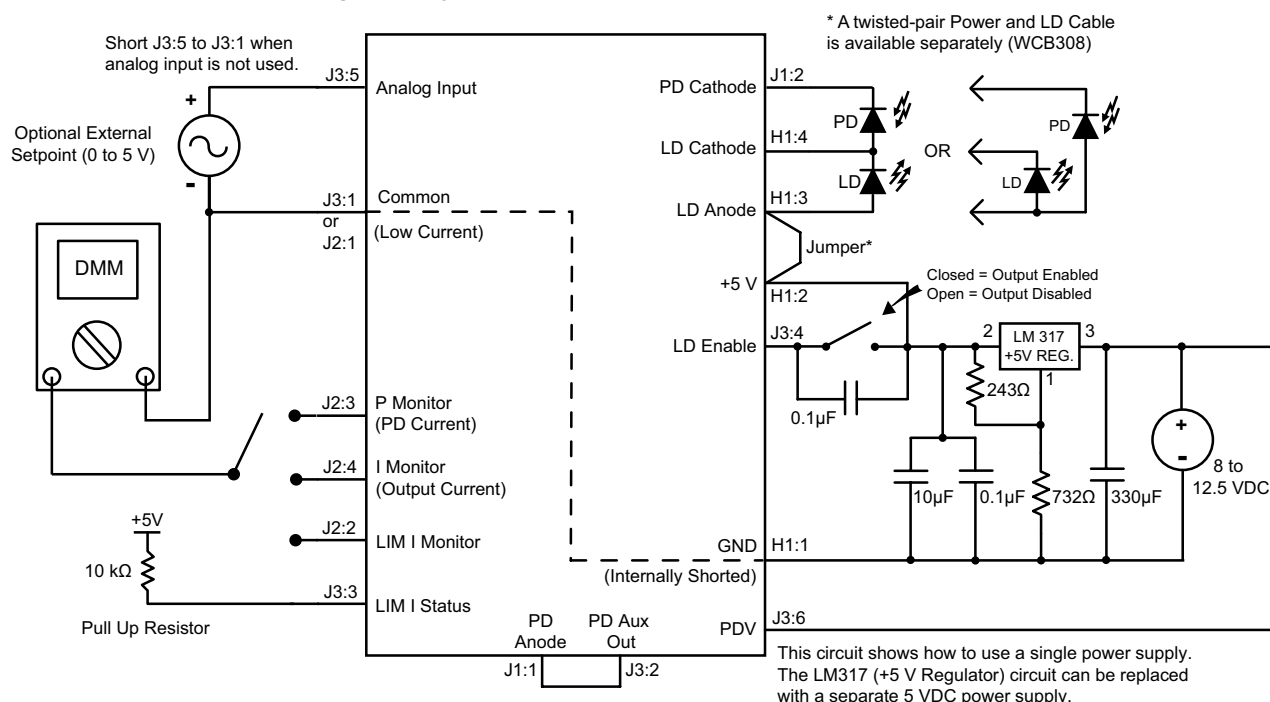 * A twisted-pair Power and LD Cable
is available separately (WCB308)
Short J3:5 to J3:1 when
analog input is not used.
J3:5
Analog Input
+
Optional External
Setpoint (0 to 5 V)
-
J3:1
or
J2:1
Common
(Low Current)
DMM
J2:3
P Monitor
(PD Current)
J2:4
I Monitor
(Output Current)
J2:2
LIM I Monitor
+5V
10 kΩ
Pull Up Resistor
J3:3
LIM I Status
PD
Anode
PD Aux
Out
J1:1
J3:2
PD Cathode
J1:2
PD
LD Cathode
H1:4
LD
LD Anode
H1:3
OR
PD
LD
Jumper*
+5 V
H1:2
Closed = Output Enabled
Open = Output Disabled
LD Enable
J3:4
0.1µF
2
LM 317
+5V REG.
3
1
243Ω
10µF
0.1µF
732Ω
330µF
+
-
8 to
12.5 VDC
GND
H1:1
(Internally Shorted)
PDV
J3:6
This circuit shows how to use a single power supply.
The LM317 (+5 V Regulator) circuit can be replaced
with a separate 5 VDC power supply.